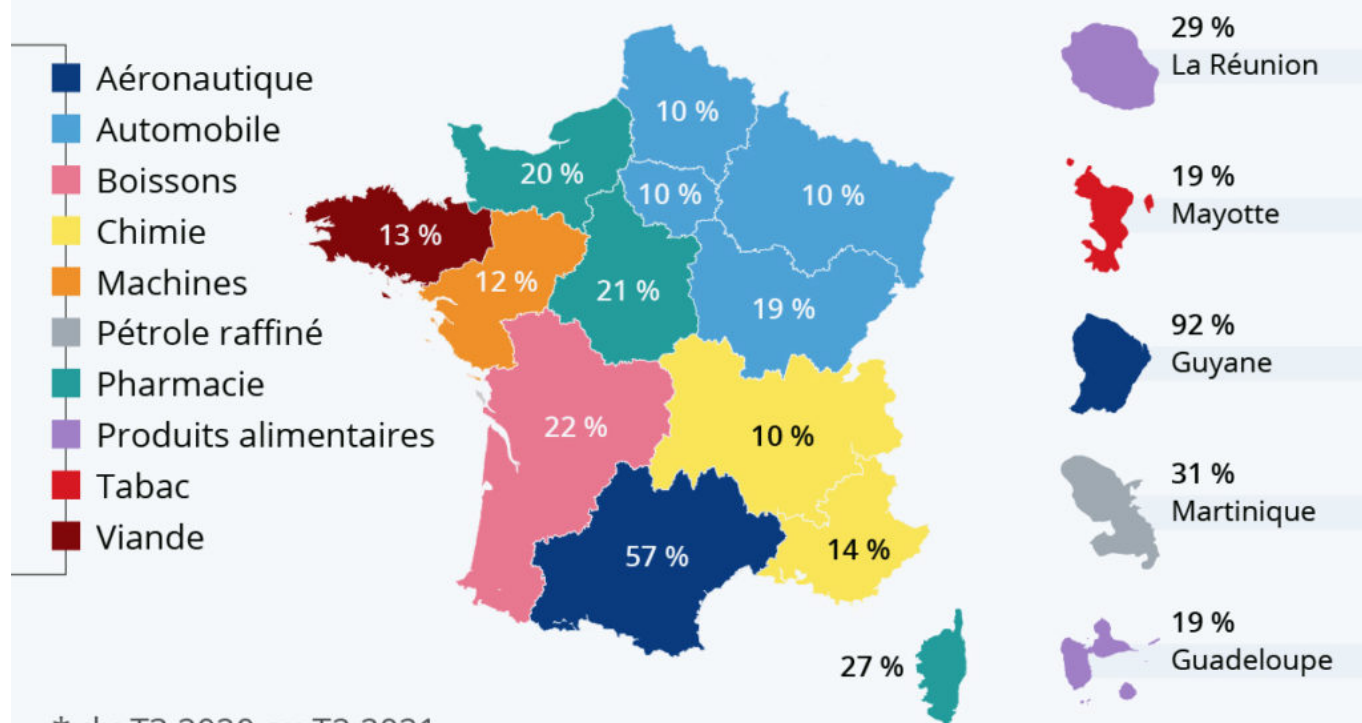 Aéronautique
Automobile
Boissons
Chimie
Machines
Pétrole raffiné
Pharmacie
Produits alimentaires
Tabac
Viande
10 %
20 %
10 %
10 %
13 %
12 %
21 %
19 %
22 %
10 %
57 %
14 %
27 %
29 %
La Réunion
19 %
Mayotte
92 %
Guyane
31 %
Martinique
19 %
Guadeloupe